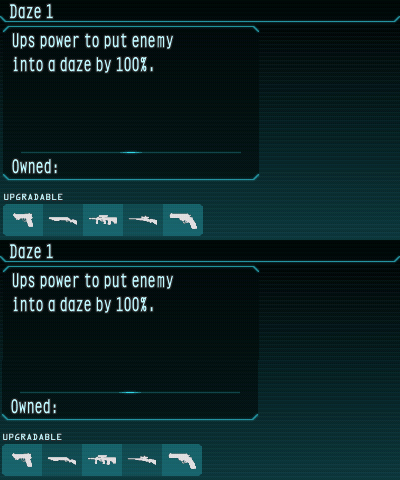 Daze 1
Ups power to put enemy
into a daze by 100%.
Owned:
UPGRADABLE
Daze 1
Ups power to put enemy
into a daze by 100%.
Owned:
UPGRADABLE